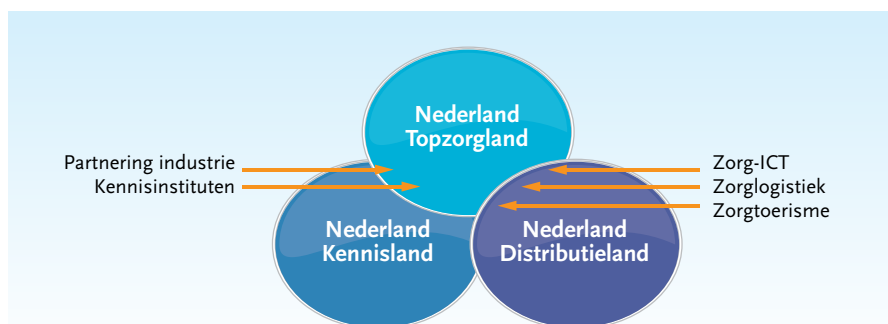 Nederland
Topzorgland
Partnering industrie
Kennisinstituten
Zorg-ICT
Zorglogistiek
Zorgtoerisme
Nederland
Kennisland
Nederland
Distributieland